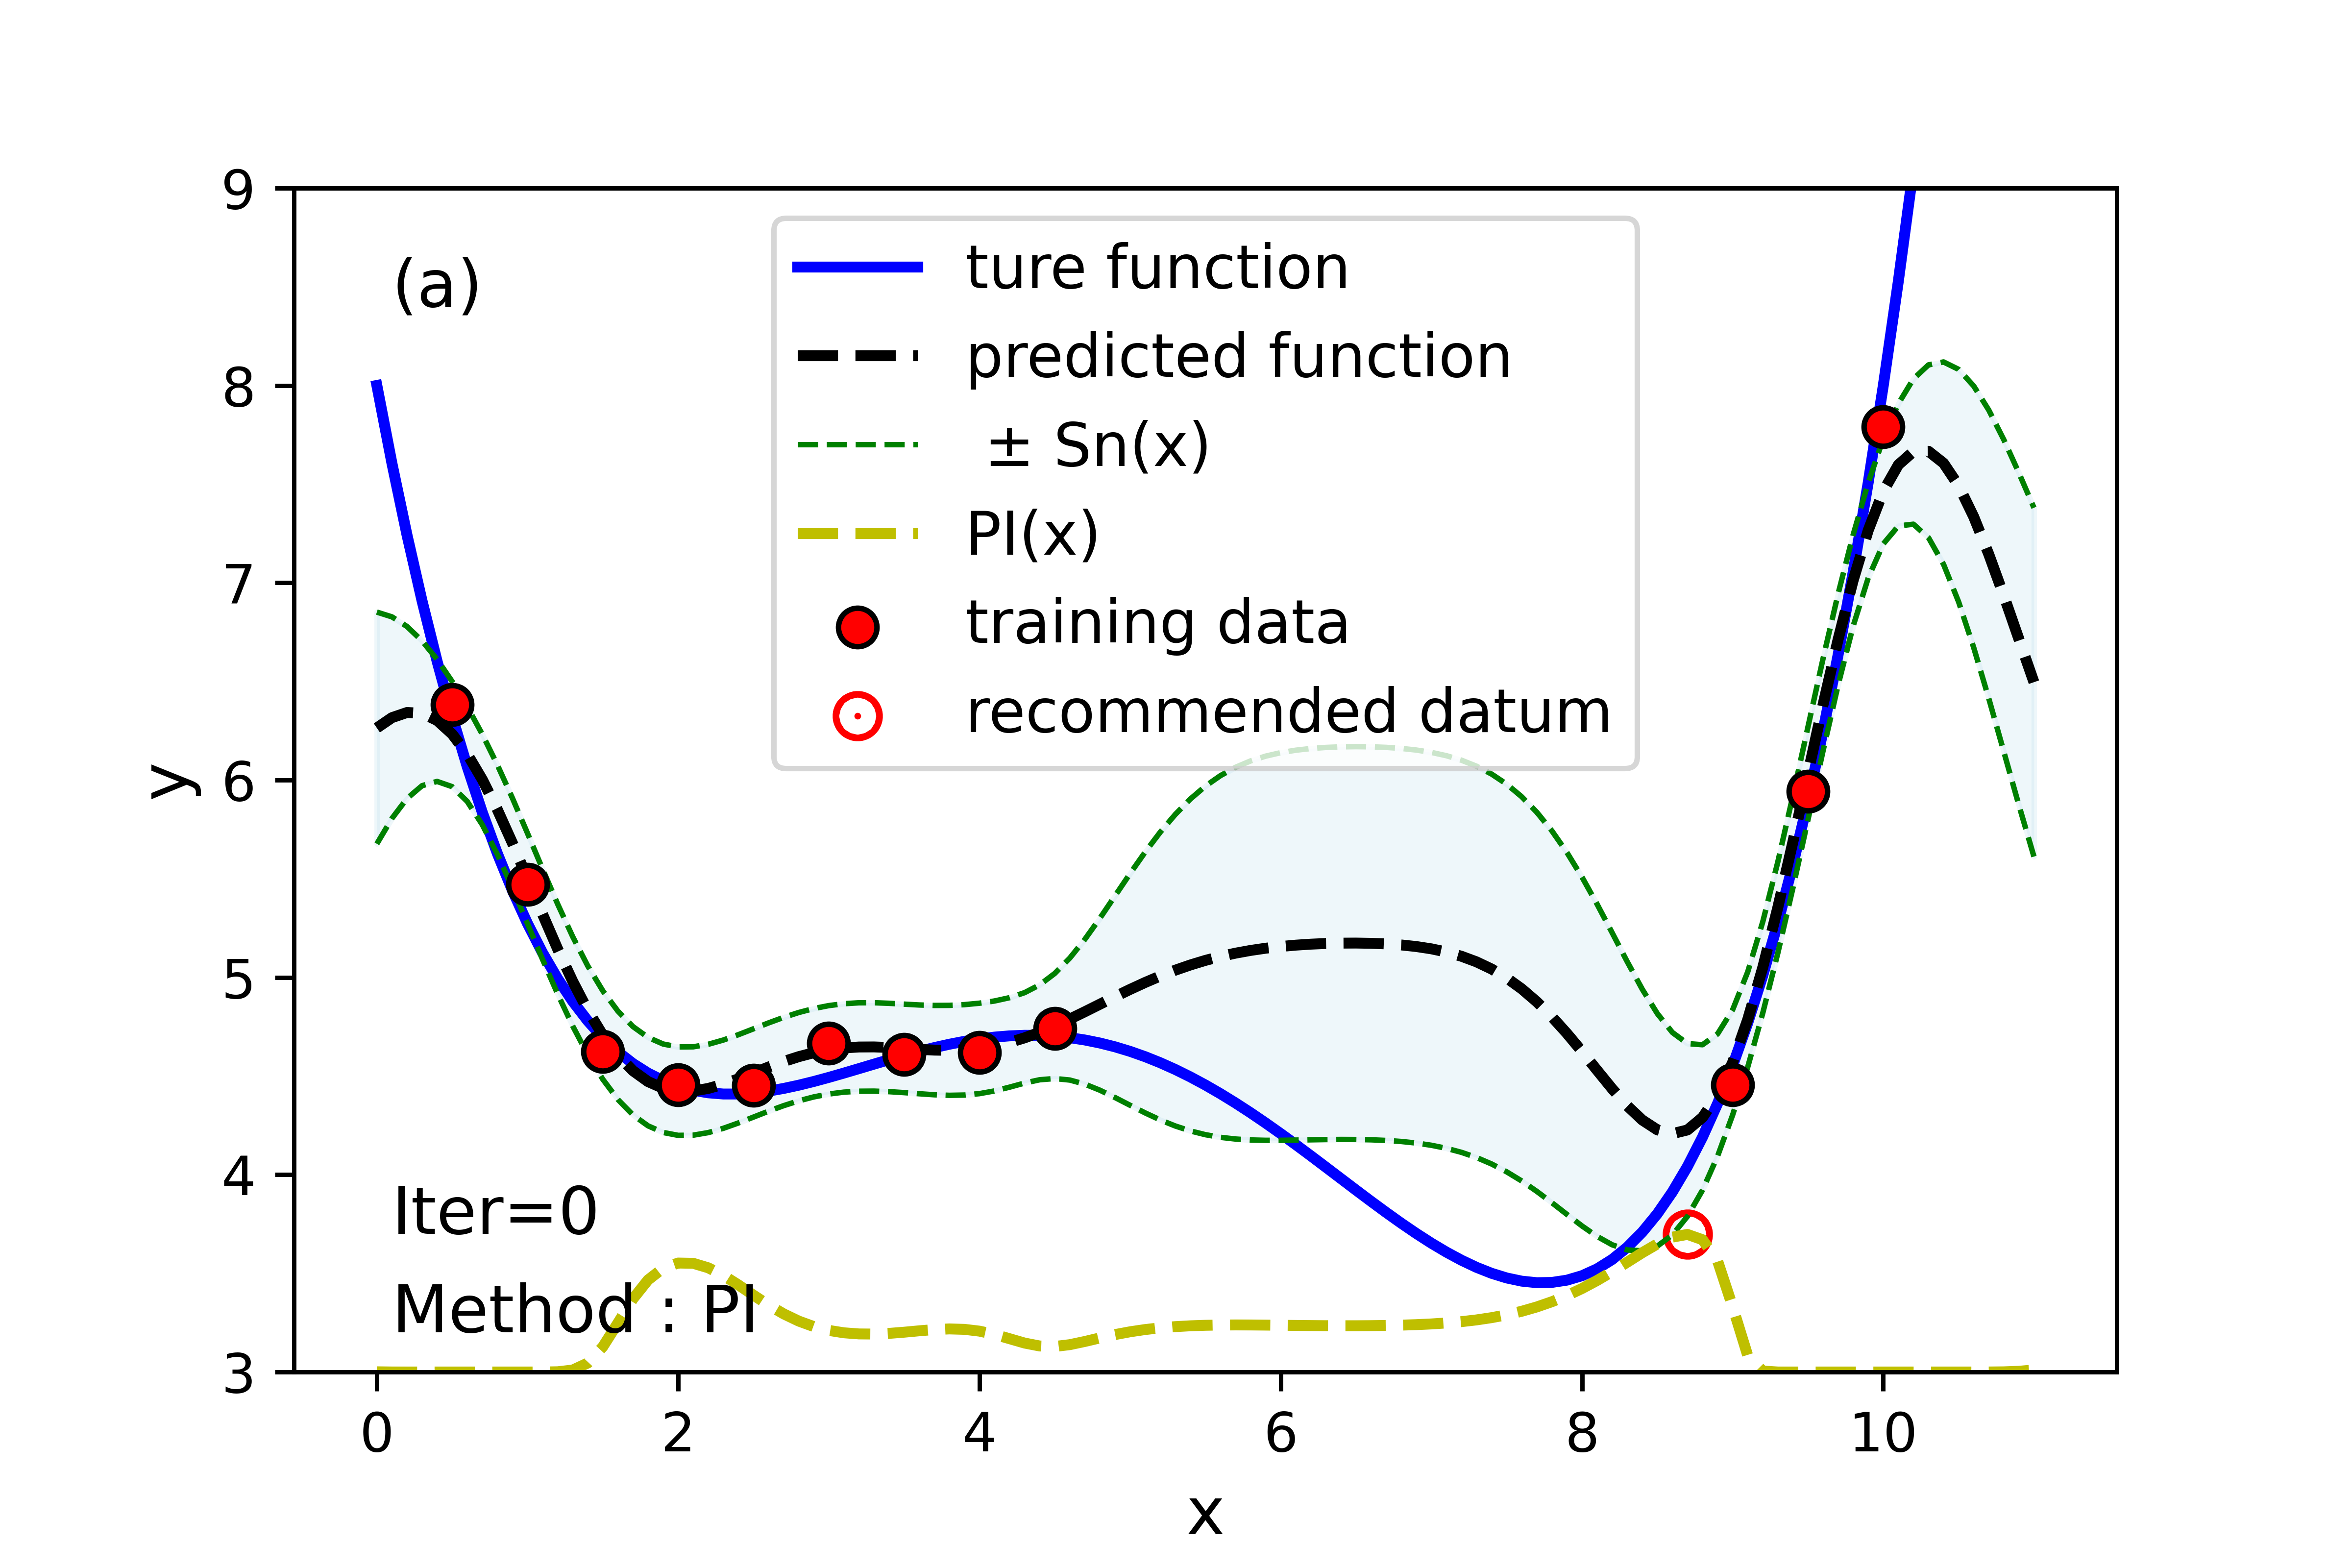 (a)
ture function
predicted function
± Sn(x)
PI(x)
training data
recommended datum
Iter=0
Method : PI
y
9
8
7
6
5
4
3
0 2 4 6 8 10
x